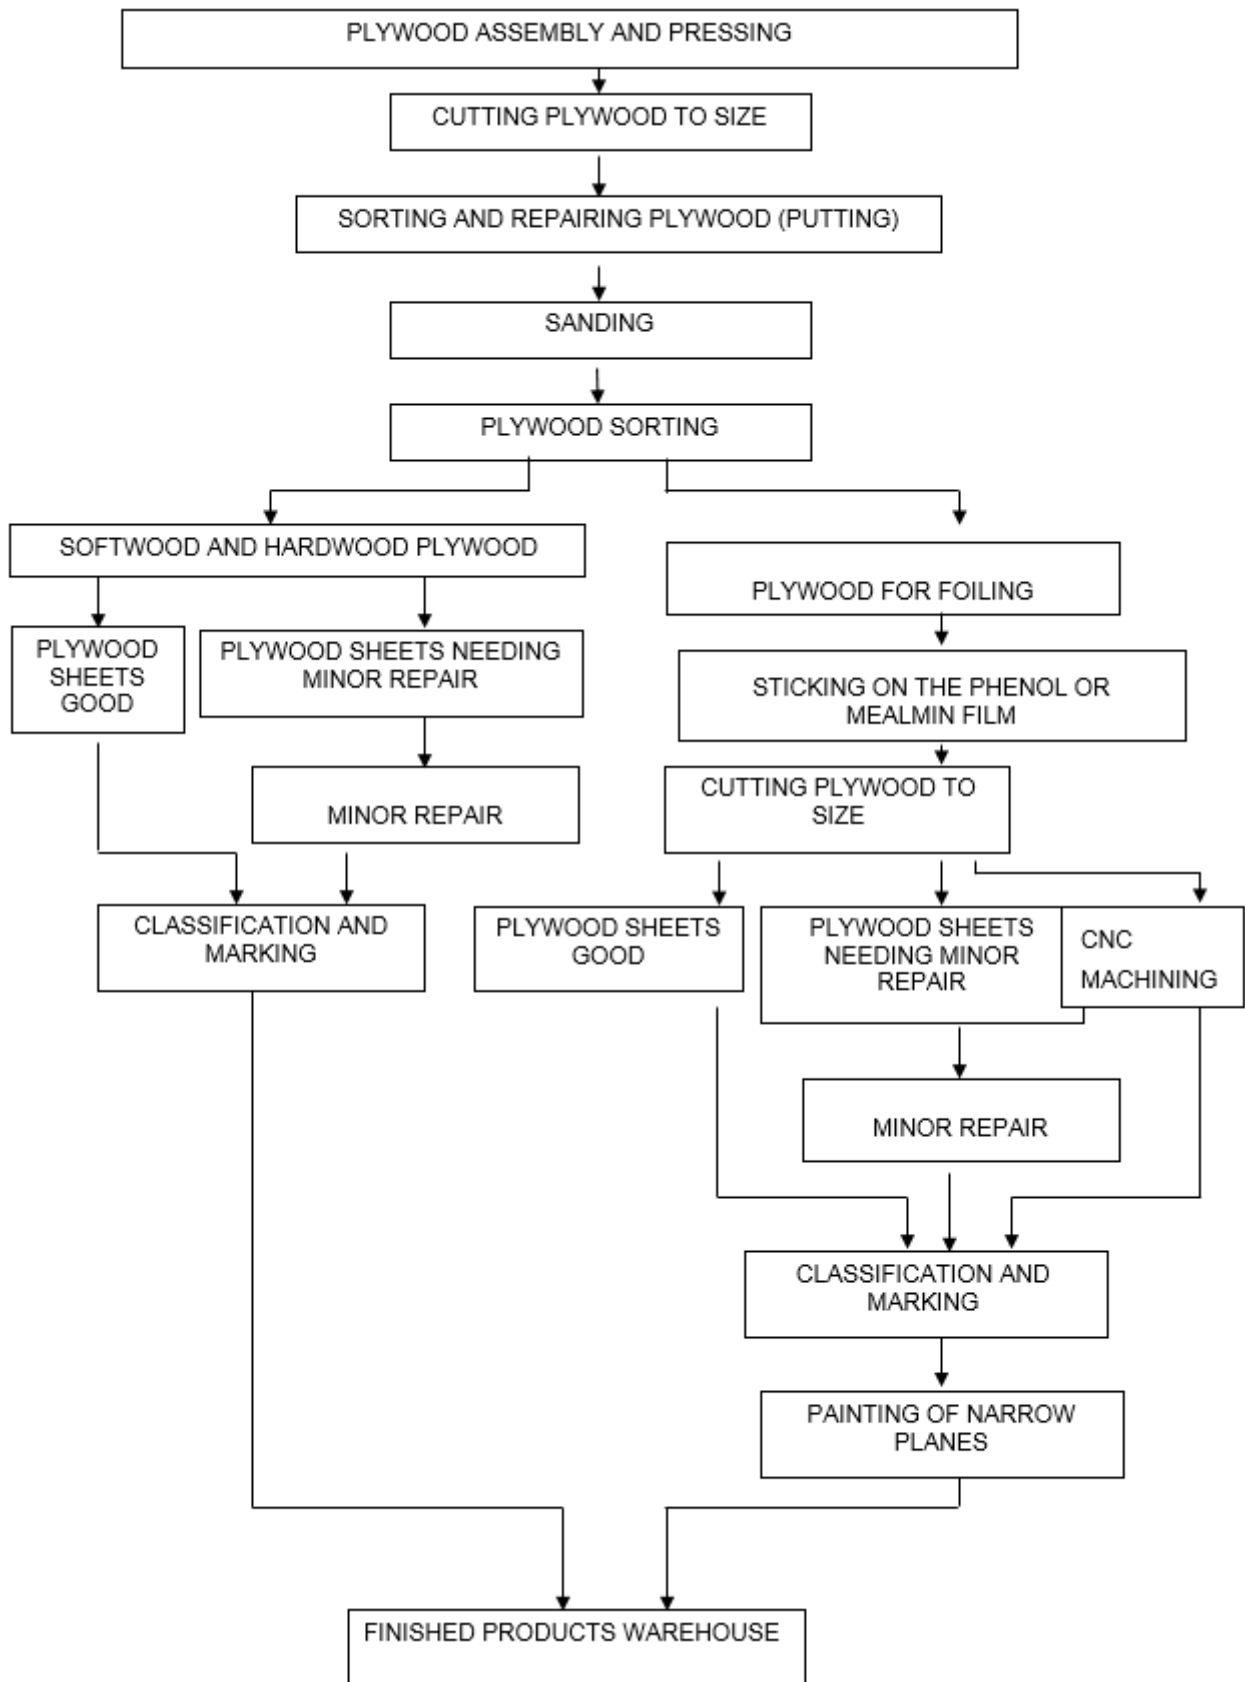 PLYWOOD ASSEMBLY AND PRESSING
CUTTING PLYWOOD TO SIZE
SORTING AND REPAIRING PLYWOOD (PUTTING)
SANDING
PLYWOOD SORTING
SOFTWOOD AND HARDWOOD PLYWOOD
PLYWOOD
SHEETS
GOOD
PLYWOOD SHEETS NEEDING
MINOR REPAIR
MINOR REPAIR
CLASSIFICATION AND
MARKING
PLYWOOD FOR FOILING
STICKING ON THE PHENOL OR
MEALMIN FILM
CUTTING PLYWOOD TO
SIZE
PLYWOOD SHEETS
GOOD
PLYWOOD SHEETS
NEEDING MINOR
REPAIR
CNC
MACHINING
MINOR REPAIR
CLASSIFICATION AND
MARKING
PAINTING OF NARROW
PLANES
FINISHED PRODUCTS WAREHOUSE